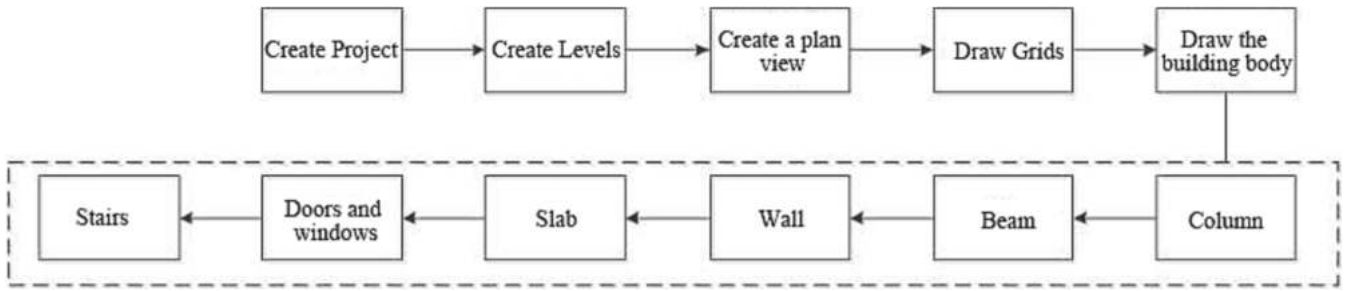 Create Project
Create Levels
Create a plan
view
Draw Grids
Draw the
building body
Stairs
Doors and
windows
Slab
Wall
Beam
Column